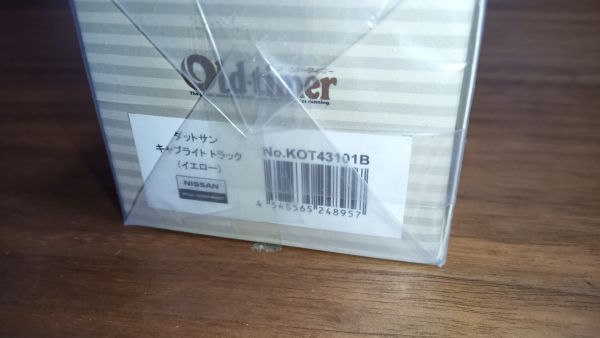 Old-timer
ダットサン
キャブライト トラック
(イエロー)
NISSAN
No.KOT43101B
4 545565 248957